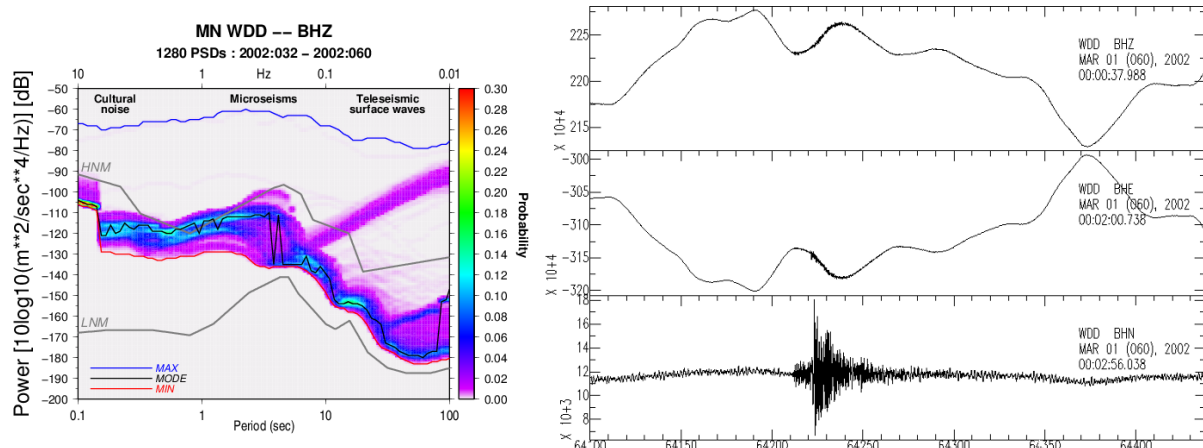 MN WDD -- BHZ
1280 PSDs : 2002:032 – 2002:060
10 1 Hz 0.1 0.01
Cultural noise
Microseisms
Teleseismic surface waves
HNM
LNM
MAX
MODE
MIN
Power [10log10(m**2/sec**4/Hz)] [dB]
-50
-60
-70
-80
-90
-100
-110
-120
-130
-140
-150
-160
-170
-180
-190
-200
0.1 1 10 100
Period (sec)
0.30
0.28
0.26
0.24
0.22
0.20
0.18
0.16
0.14
0.12
0.10
0.08
0.06
0.04
0.02
0.00
Probability
225
220
215
X 10+4
WDD BHZ
MAR 01 (060), 2002
00:00:37.988
-300
-305
-310
-315
-320
X 10+4
WDD BHE
MAR 01 (060), 2002
00:02:00.738
18
16
14
12
10
8
X 10+3
WDD BHN
MAR 01 (060), 2002
00:02:56.038